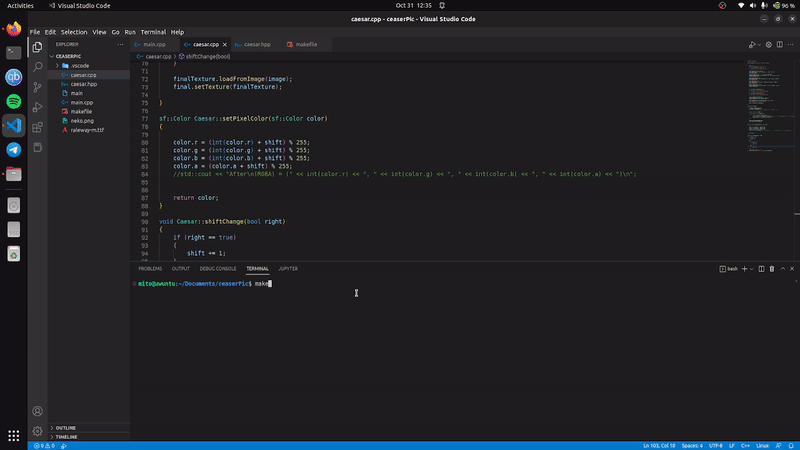 Activities
Visual Studio Code
Oct 31 12:35
96 %
caesar.cpp - ceaserPic - Visual Studio Code
File Edit Selection View Go Run Terminal Help
EXPLORER
main.cpp
caesar.cpp
caesar.hpp
makefile
caesar.cpp > shiftChange(bool)
CEASERPIC
.vscode
caesar.cpp
caesar.hpp
main
main.cpp
makefile
neko.png
raleway-m.ttf
70 }
71
72 finalTexture.loadFromImage(image);
73 final.setTexture(finalTexture);
74
75 }
76
77 sf::Color Caesar::setPixelColor(sf::Color color)
78 {
79
80 color.r = (int(color.r) + shift) % 255;
81 color.g = (int(color.g) + shift) % 255;
82 color.b = (int(color.b) + shift) % 255;
83 color.a = (color.a + shift) % 255;
84 //std::cout << "After\n(RGBA) = (" << int(color.r) << ", " << int(color.g) << ", " << int(color.b) << ", " << int(color.a) << ")\n";
85
86
87 return color;
88 }
89
90 void Caesar::shiftChange(bool right)
91 {
92 if (right == true)
93 {
94 shift += 1;
95 }
PROBLEMS OUTPUT DEBUG CONSOLE TERMINAL JUPYTER
bash
mito@uwuntu:~/Documents/ceaserPic$ make
OUTLINE
TIMELINE
0 0
Ln 103, Col 18 Spaces: 4 UTF-8 LF C++ Linux